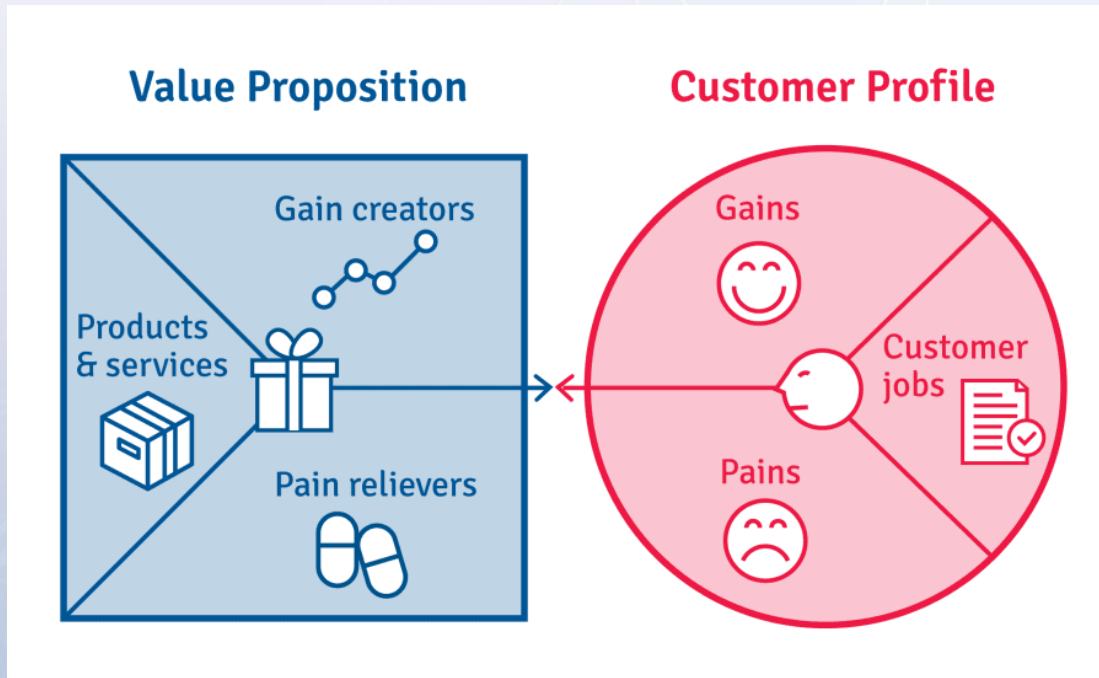 Value Proposition
Customer Profile
Gain creators
Products
& services
Pain relievers
Gains
Customer
jobs
Pains